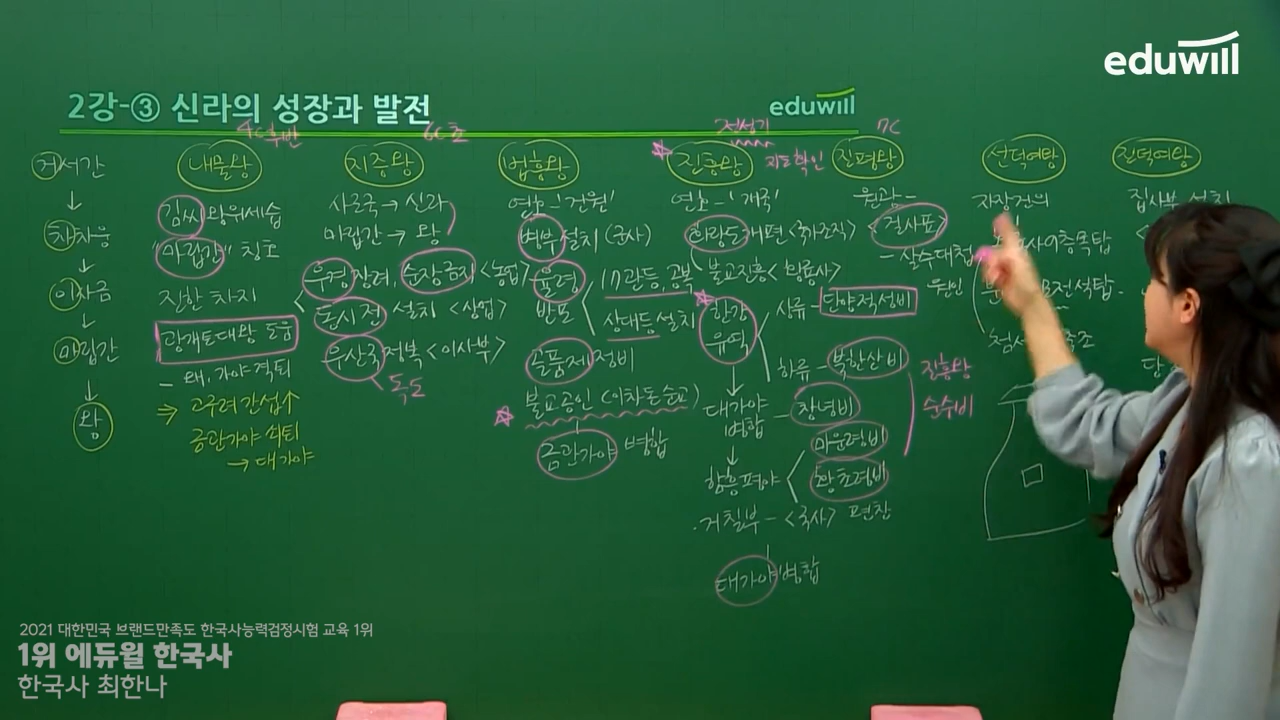 eduwill
2강-③ 신라의 성장과 발전
eduwill
4C후반
6C초
전성기
7C
지도확인
거서간
↓
차차웅
↓
이사금
↓
마립간
↓
왕
내물왕
김씨 왕위세습
"마립간" 칭호
진한 차지
광개토대왕 도움
- 왜, 가야 격퇴
⇒ 고구려 간섭↑
금관가야 쇠퇴
→ 대가야
지증왕
사로국 → 신라
마립간 → 왕
우경 장려, 순장금지 <농업>
동시전 설치 <상업>
우산국 정복 <이사부>
독도
법흥왕
연호-'건원'
병부 설치 (군사)
율령
반포
17관등, 공복
상대등 설치
골품제 정비
불교공인 (이차돈 순교)
금관가야 병합
진흥왕
연호-'개국'
화랑도 개편 <국가조직>
불교진흥 <황룡사>
한강
유역
상류 - 단양적성비
하류 - 북한산비
↓
대가야
병합
- 창녕비
↓
함흥평야
마운령비
황초령비
진흥왕
순수비
거칠부 - <국사> 편찬
대가야 병합
진평왕
원광 -
<걸사표>
- 살수대첩
원인
선덕여왕
자장 건의
사 9층목탑
전석탑
첨
조
진덕여왕
집사부 설치
2021 대한민국 브랜드만족도 한국사능력검정시험 교육 1위
1위 에듀윌 한국사
한국사 최한나